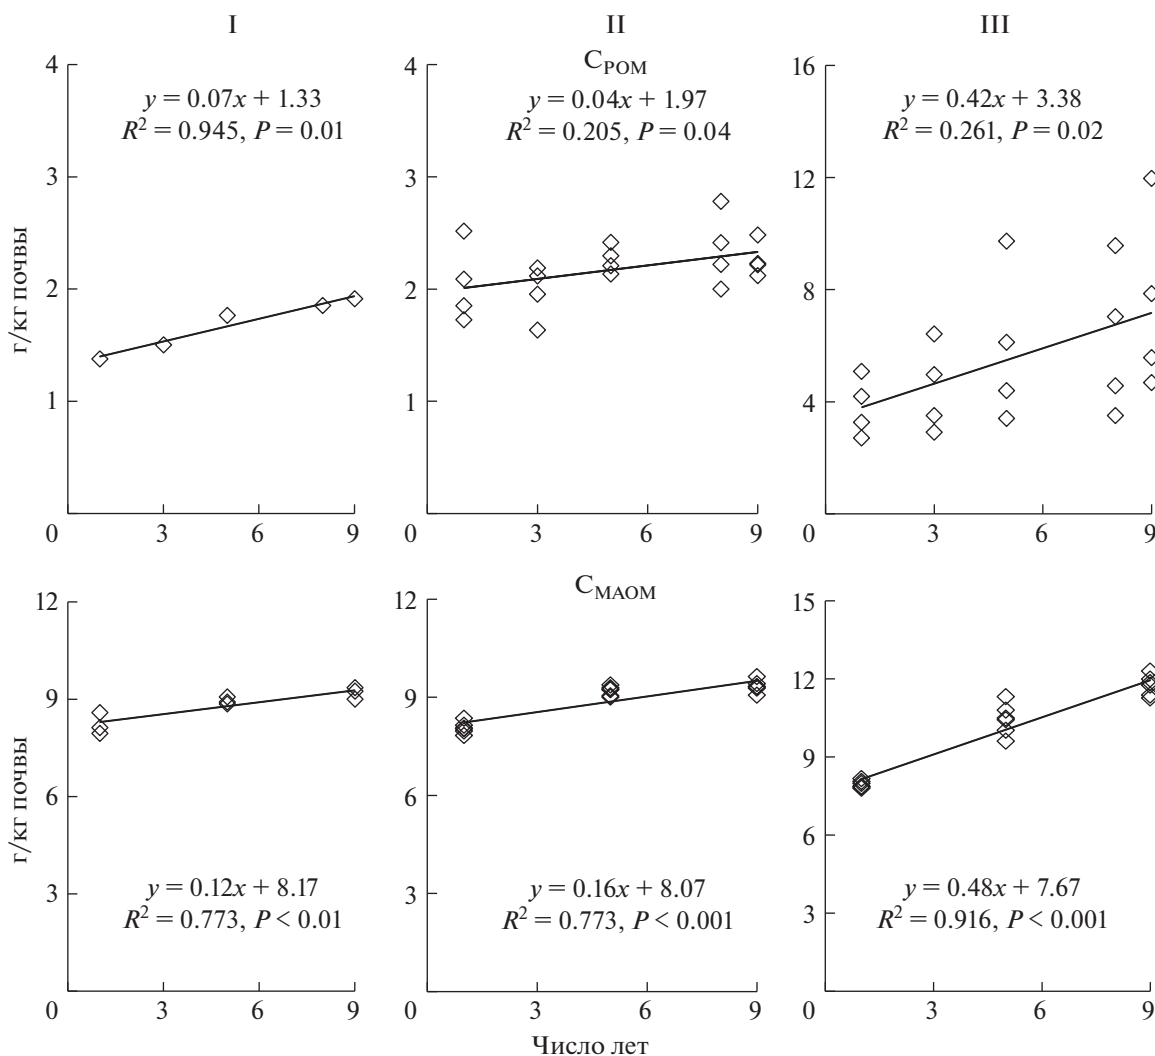 I II III
C_POM
y = 0.07x + 1.33
R² = 0.945, P = 0.01
y = 0.04x + 1.97
R² = 0.205, P = 0.04
y = 0.42x + 3.38
R² = 0.261, P = 0.02
г/кг почвы
4
3
2
1
0 3 6 9
4
3
2
1
0 3 6 9
16
12
8
4
0 3 6 9
C_MAOM
г/кг почвы
12
9
6
3
0 3 6 9
12
9
6
3
0 3 6 9
15
12
9
6
3
0 3 6 9
y = 0.12x + 8.17
R² = 0.773, P < 0.01
y = 0.16x + 8.07
R² = 0.773, P < 0.001
y = 0.48x + 7.67
R² = 0.916, P < 0.001
Число лет